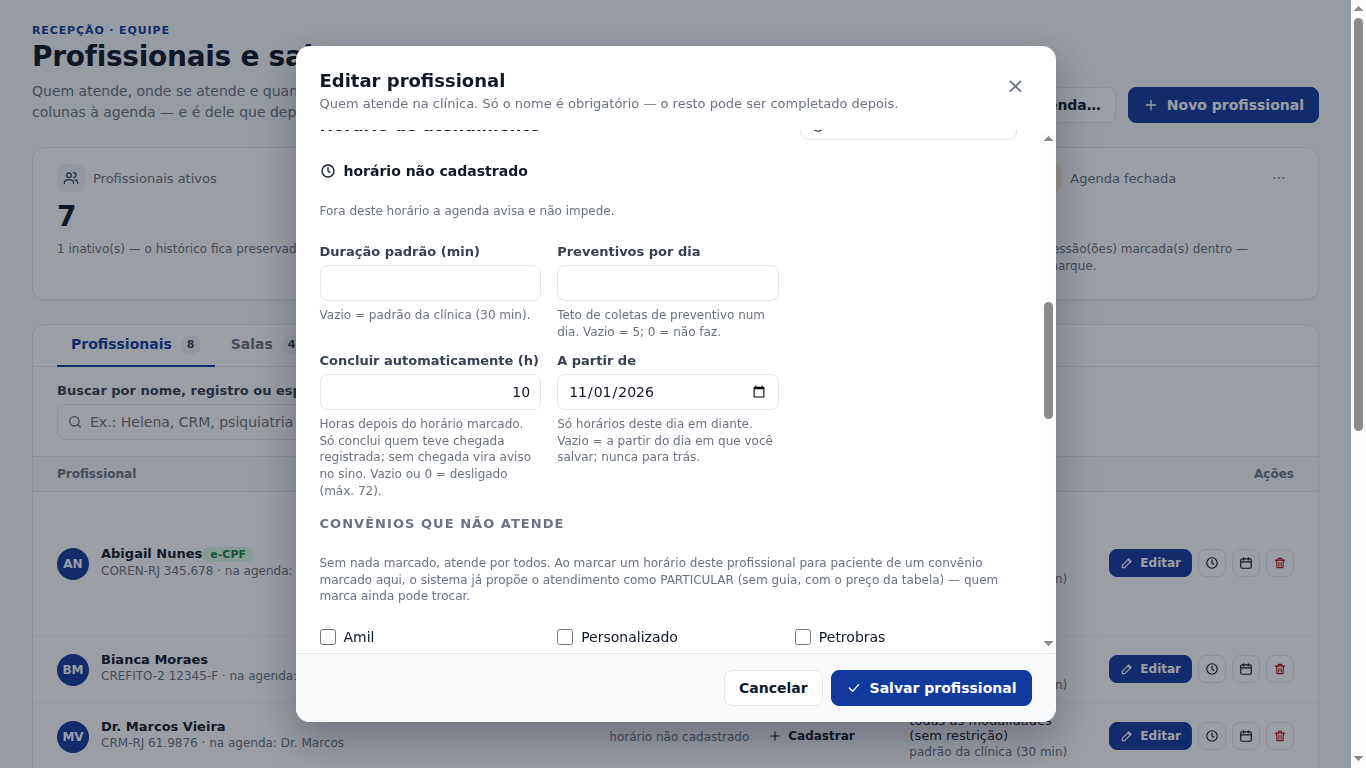 RECEPÇÃO · EQUIPE
Profissionais e sa
Quem atende, onde se atende e quan
colunas à agenda — e é dele que dep
enda...
Novo profissional
Profissionais ativos
7
1 inativo(s) — o histórico fica preservad
Agenda fechada
essão(ões) marcada(s) dentro —
arque.
Profissionais 8
Salas 4
Buscar por nome, registro ou esp
Ex.: Helena, CRM, psiquiatria
Profissional
Ações
AN
Abigail Nunes e-CPF
COREN-RJ 345.678 · na agenda:
n)
Editar
BM
Bianca Moraes
CREFITO-2 12345-F · na agenda:
n)
Editar
MV
Dr. Marcos Vieira
CRM-RJ 61.9876 · na agenda: Dr. Marcos
horário não cadastrado
Cadastrar
todas as modalidades
(sem restrição)
padrão da clínica (30 min)
Editar
Editar profissional
Quem atende na clínica. Só o nome é obrigatório — o resto pode ser completado depois.
Horário de atendimento
horário não cadastrado
Fora deste horário a agenda avisa e não impede.
Duração padrão (min)
Vazio = padrão da clínica (30 min).
Preventivos por dia
Teto de coletas de preventivo num
dia. Vazio = 5; 0 = não faz.
Concluir automaticamente (h)
10
Horas depois do horário marcado.
Só conclui quem teve chegada
registrada; sem chegada vira aviso
no sino. Vazio ou 0 = desligado
(máx. 72).
A partir de
11/01/2026
Só horários deste dia em diante.
Vazio = a partir do dia em que você
salvar; nunca para trás.
CONVÊNIOS QUE NÃO ATENDE
Sem nada marcado, atende por todos. Ao marcar um horário deste profissional para paciente de um convênio
marcado aqui, o sistema já propõe o atendimento como PARTICULAR (sem guia, com o preço da tabela) — quem
marca ainda pode trocar.
Amil
Personalizado
Petrobras
Cancelar
Salvar profissional